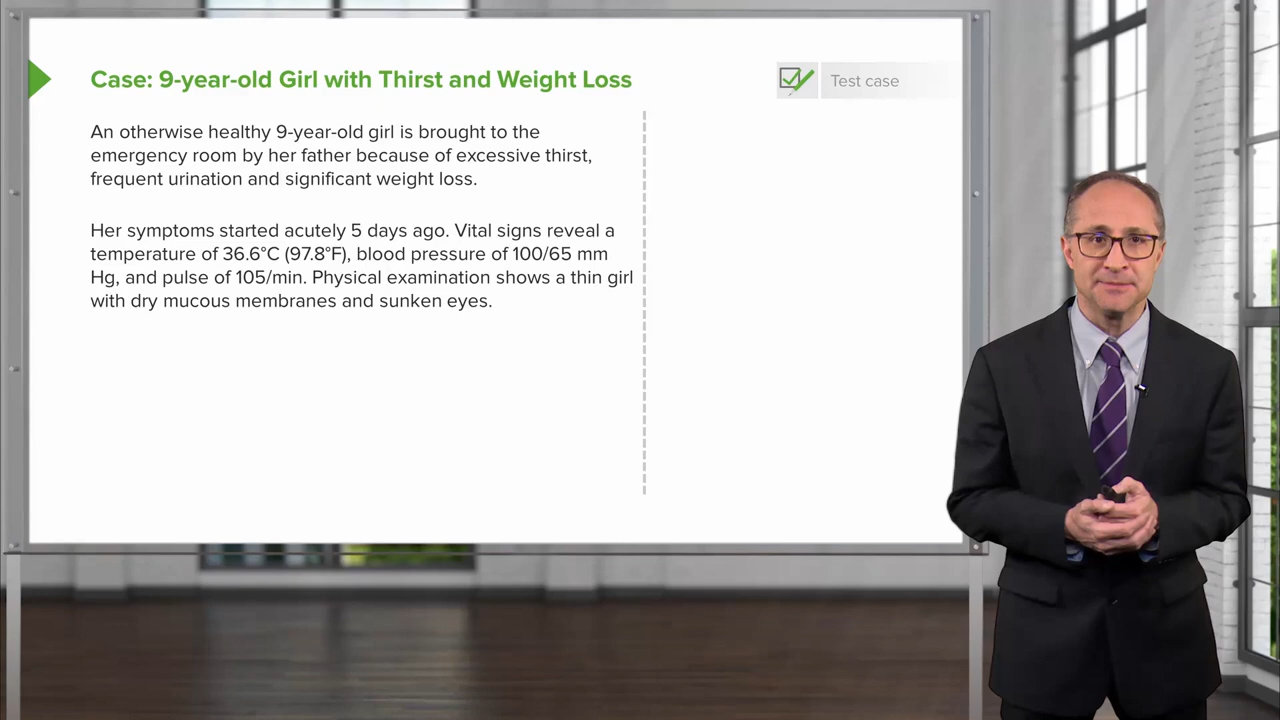 Case: 9-year-old Girl with Thirst and Weight Loss
Test case
An otherwise healthy 9-year-old girl is brought to the
emergency room by her father because of excessive thirst,
frequent urination and significant weight loss.
Her symptoms started acutely 5 days ago. Vital signs reveal a
temperature of 36.6°C (97.8°F), blood pressure of 100/65 mm
Hg, and pulse of 105/min. Physical examination shows a thin girl
with dry mucous membranes and sunken eyes.